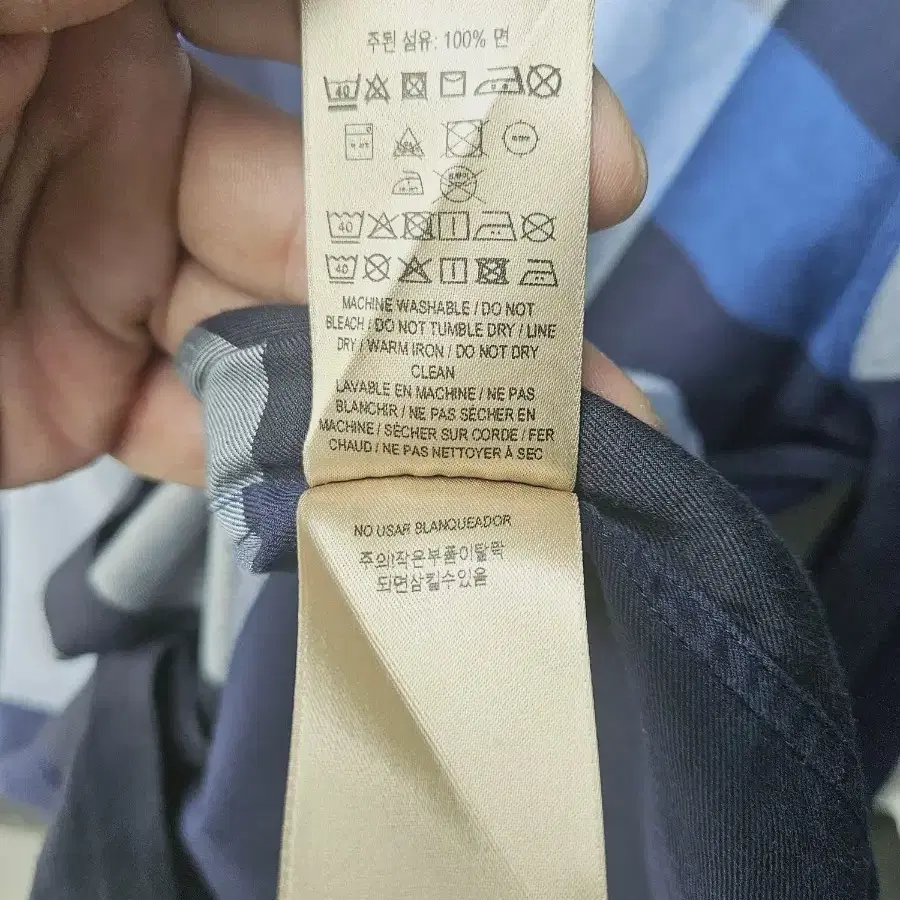 주된 섬유: 100% 면
40
40
40
MACHINE WASHABLE / DO NOT
BLEACH / DO NOT TUMBLE DRY / LINE
DRY / WARM IRON / DO NOT DRY
CLEAN
LAVABLE EN MACHINE / NE PAS
BLANCHIR / NE PAS SÉCHER EN
MACHINE / SÉCHER SUR CORDE / FER
CHAUD / NE PAS NETTOYER À SEC
NO USAR BLANQUEADOR
주의!작은부품이탈락
되면삼킬수있음